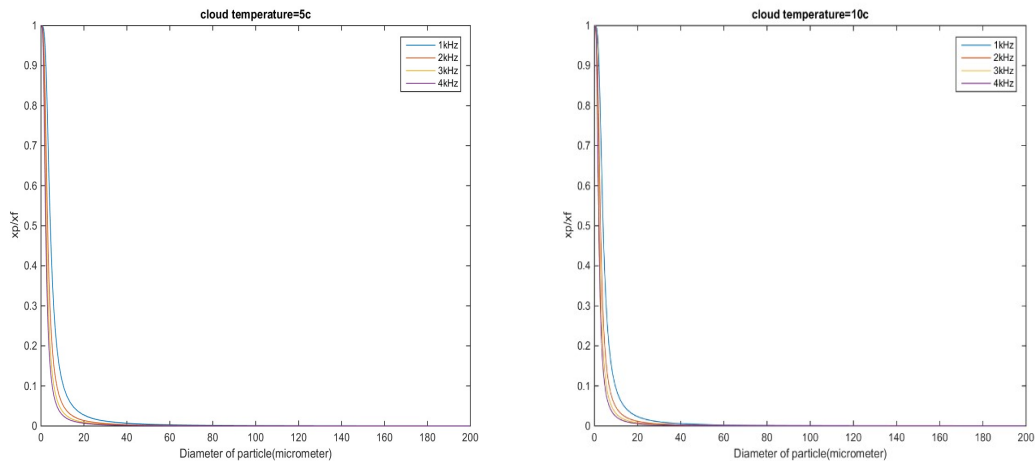 cloud temperature=5c
1
0.9
0.8
0.7
0.6
0.5
0.4
0.3
0.2
0.1
0
xp/xf
1kHz
2kHz
3kHz
4kHz
0 20 40 60 80 100 120 140 160 180 200
Diameter of particle(micrometer)
cloud temperature=10c
1
0.9
0.8
0.7
0.6
0.5
0.4
0.3
0.2
0.1
0
xp/xf
1kHz
2kHz
3kHz
4kHz
0 20 40 60 80 100 120 140 160 180 200
Diameter of particle(micrometer)